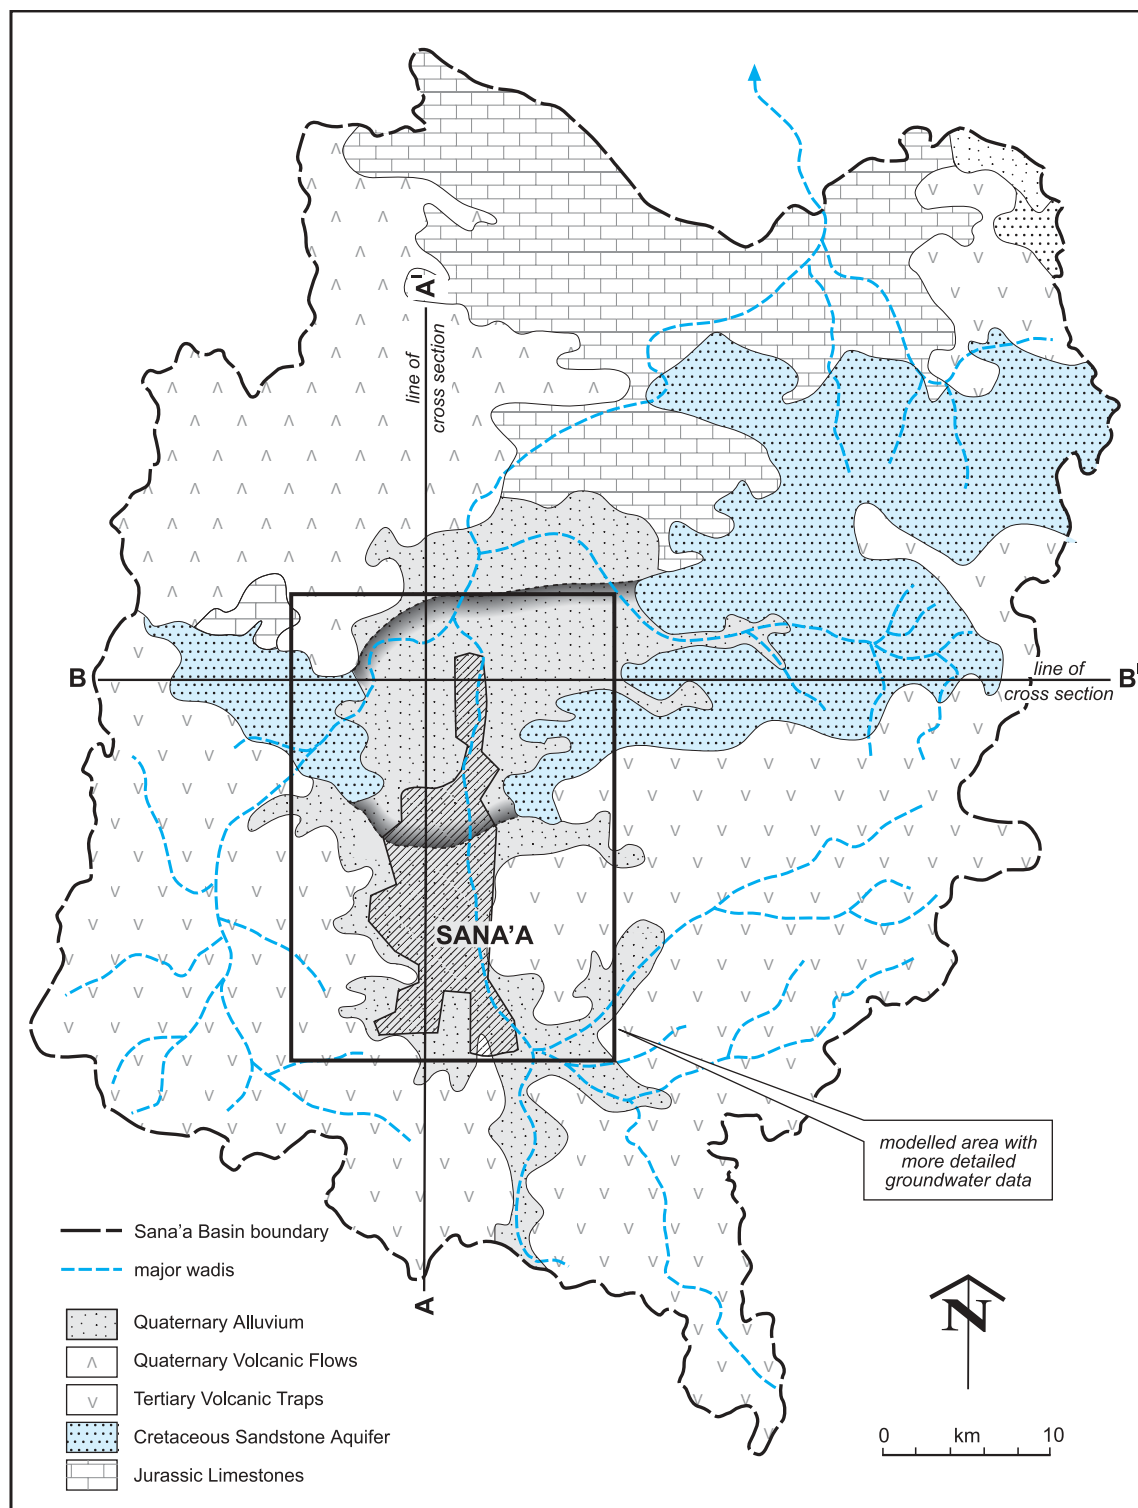 A'
line of
cross section
B
B'
line of
cross section
SANA'A
modelled area with
more detailed
groundwater data
A
Sana'a Basin boundary
major wadis
Quaternary Alluvium
Quaternary Volcanic Flows
Tertiary Volcanic Traps
Cretaceous Sandstone Aquifer
Jurassic Limestones
N
0 km 10